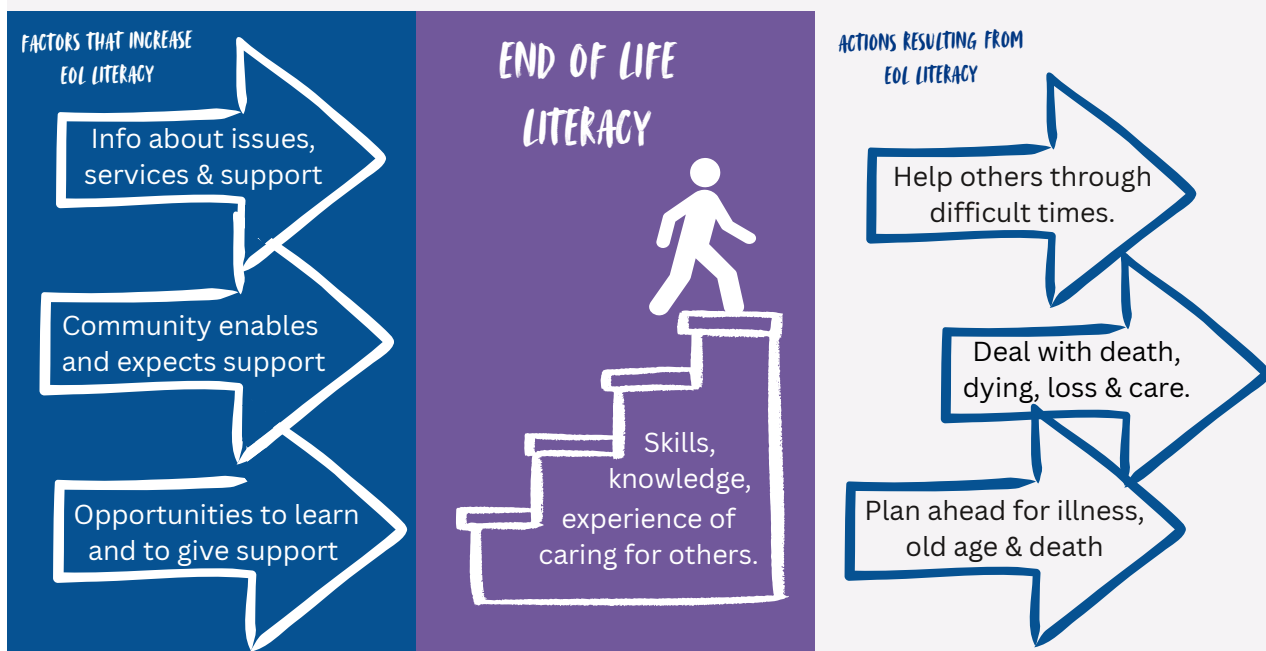 FACTORS THAT INCREASE
EOL LITERACY
Info about issues,
services & support
Community enables
and expects support
Opportunities to learn
and to give support
END OF LIFE
LITERACY
Skills,
knowledge,
experience of
caring for others.
ACTIONS RESULTING FROM
EOL LITERACY
Help others through
difficult times.
Deal with death,
dying, loss & care.
Plan ahead for illness,
old age & death